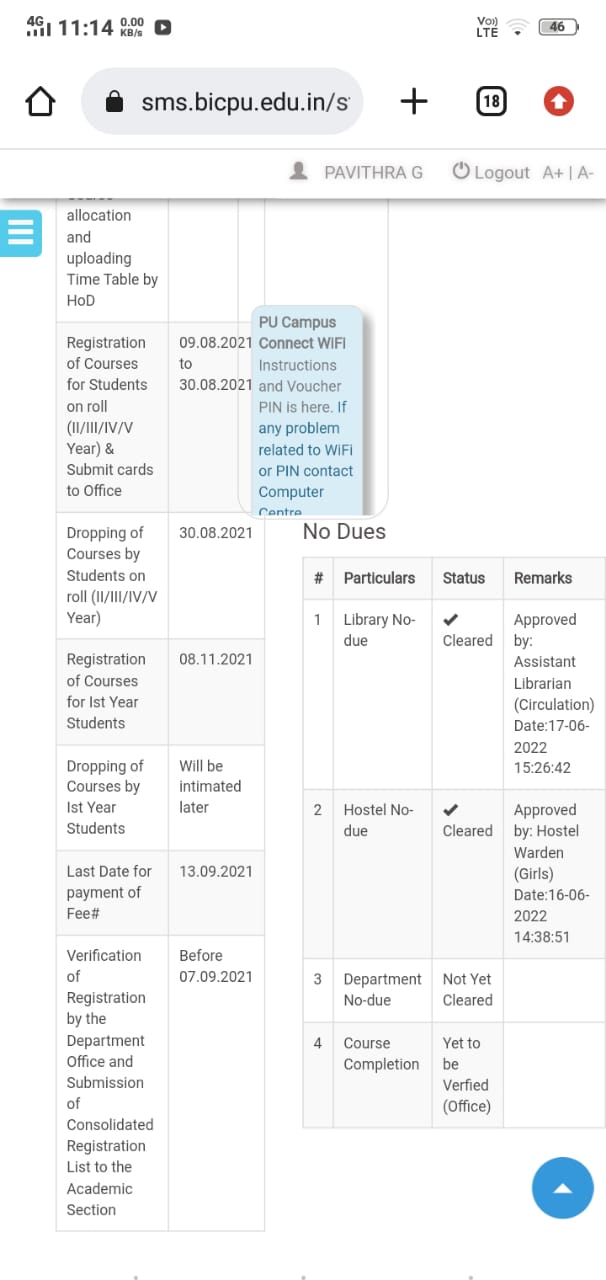 4G 11:14 0.00 KB/s VoD LTE 46
sms.bicpu.edu.in/s
18
PAVITHRA G Logout A+ | A-
allocation
and
uploading
Time Table by
HoD
Registration
of Courses
for Students
on roll
(II/III/IV/V
Year) &
Submit cards
to Office
09.08.2021
to
30.08.2021
PU Campus
Connect WiFi
Instructions
and Voucher
PIN is here. If
any problem
related to WiFi
or PIN contact
Computer
Centre
Dropping of
Courses by
Students on
roll (II/III/IV/V
Year)
30.08.2021
Registration
of Courses
for Ist Year
Students
08.11.2021
Dropping of
Courses by
Ist Year
Students
Will be
intimated
later
Last Date for
payment of
Fee#
13.09.2021
Verification
of
Registration
by the
Department
Office and
Submission
of
Consolidated
Registration
List to the
Academic
Section
Before
07.09.2021
No Dues
# Particulars Status Remarks
1
Library No-
due
✔
Cleared
Approved
by:
Assistant
Librarian
(Circulation)
Date:17-06-
2022
15:26:42
2
Hostel No-
due
✔
Cleared
Approved
by: Hostel
Warden
(Girls)
Date:16-06-
2022
14:38:51
3
Department
No-due
Not Yet
Cleared
4
Course
Completion
Yet to
be
Verfied
(Office)